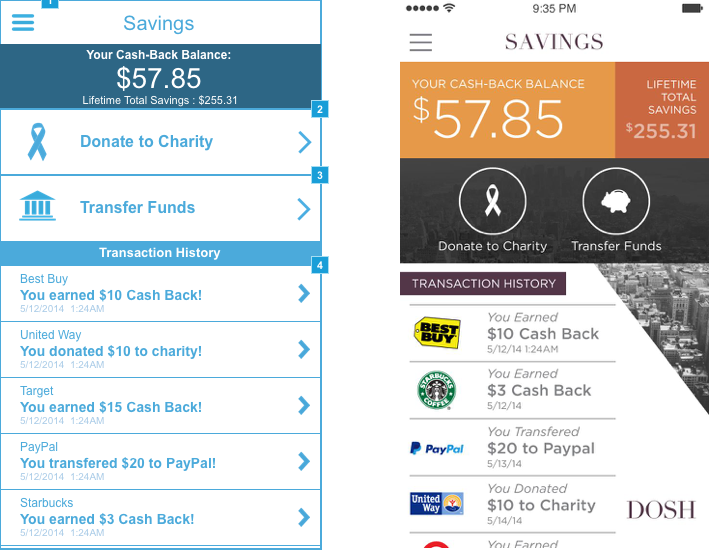 1
Savings
Your Cash-Back Balance:
$57.85
Lifetime Total Savings : $255.31
2
Donate to Charity
3
Transfer Funds
Transaction History
4
Best Buy
You earned $10 Cash Back!
5/12/2014 1:24AM
United Way
You donated $10 to charity!
5/12/2014 1:24AM
Target
You earned $15 Cash Back!
5/12/2014 1:24AM
PayPal
You transfered $20 to PayPal!
5/12/2014 1:24AM
Starbucks
You earned $3 Cash Back!
5/12/2014 1:24AM
9:35 PM
SAVINGS
YOUR CASH-BACK BALANCE
$57.85
LIFETIME
TOTAL
SAVINGS
$255.31
Donate to Charity
Transfer Funds
TRANSACTION HISTORY
BEST
BUY
You Earned
$10 Cash Back
5/12/14 1:24AM
STARBUCKS
COFFEE
You Earned
$3 Cash Back
5/12/14
PayPal
You Transferred
$20 to Paypal
5/13/14
United
Way
You Donated
$10 to Charity
5/14/14
You Earned
DOSH